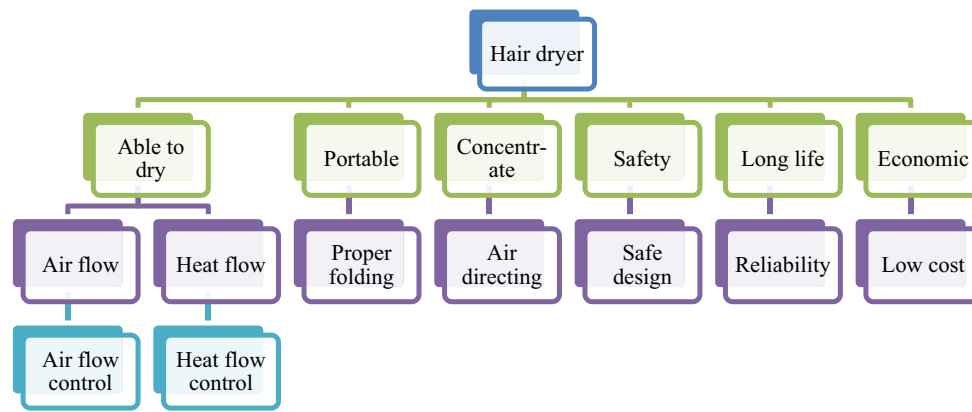 Hair dryer
Able to
dry
Portable
Concentr-
ate
Safety
Long life
Economic
Air flow
Heat flow
Proper
folding
Air
directing
Safe
design
Reliability
Low cost
Air flow
control
Heat flow
control